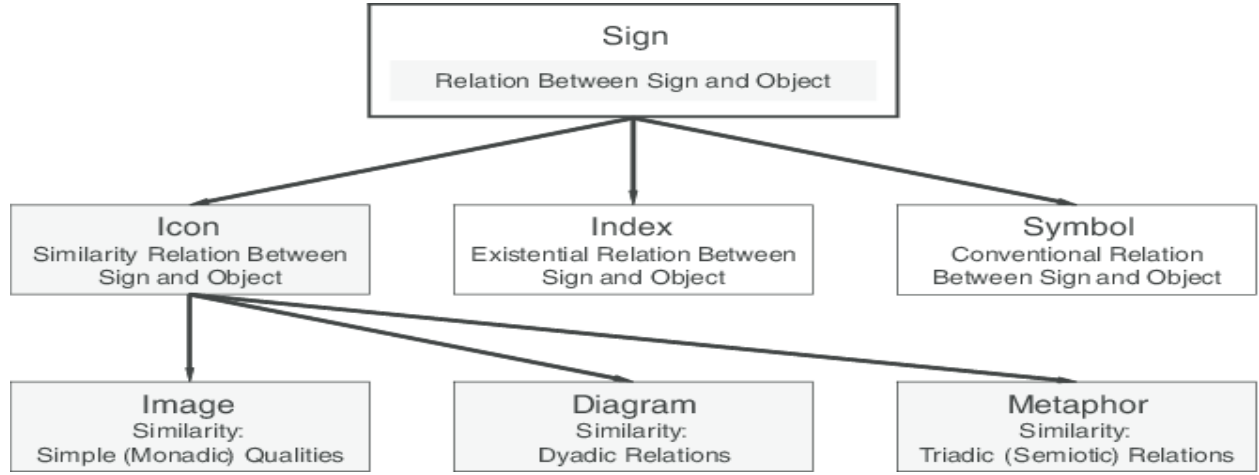 Sign
Relation Between Sign and Object
Icon
Similarity Relation Between
Sign and Object
Index
Existential Relation Between
Sign and Object
Symbol
Conventional Relation
Between Sign and Object
Image
Similarity:
Simple (Monadic) Qualities
Diagram
Similarity:
Dyadic Relations
Metaphor
Similarity:
Triadic (Semiotic) Relations